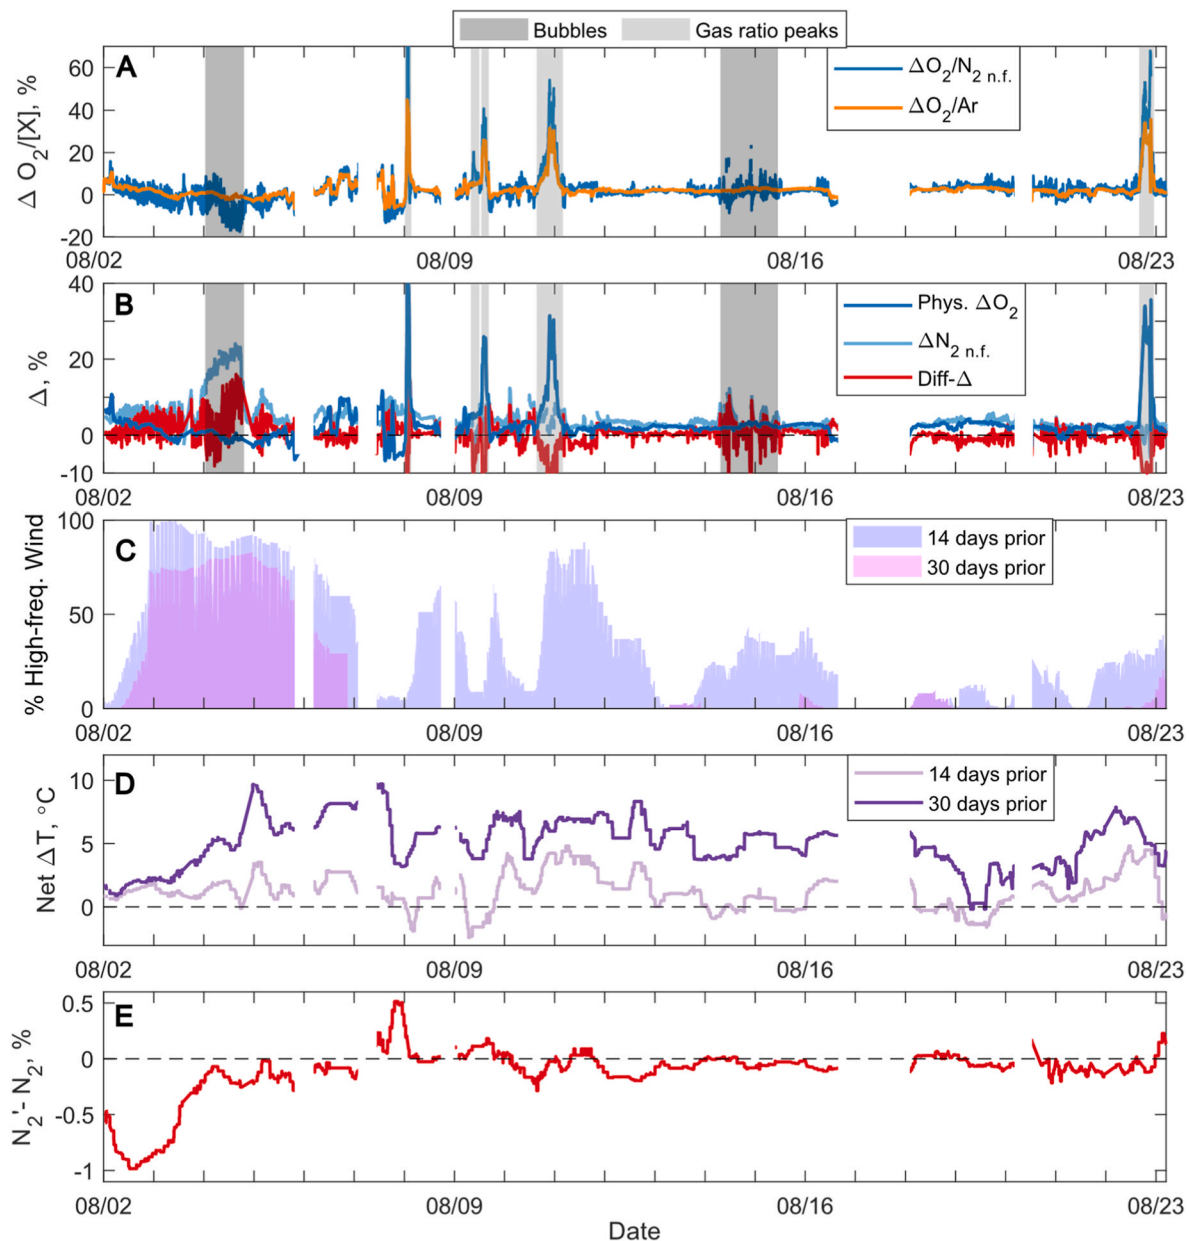 Bubbles Gas ratio peaks
A
Δ O2/[X], %
60
40
20
0
-20
ΔO2/N2 n.f.
ΔO2/Ar
08/02 08/09 08/16 08/23
B
Δ, %
40
20
0
-10
Phys. ΔO2
ΔN2 n.f.
Diff-Δ
08/02 08/09 08/16 08/23
C
% High-freq. Wind
100
50
0
14 days prior
30 days prior
08/02 08/09 08/16 08/23
D
Net ΔT, °C
10
5
0
14 days prior
30 days prior
08/02 08/09 08/16 08/23
E
N2'- N2, %
0.5
0
-0.5
-1
08/02 08/09 08/16 08/23
Date